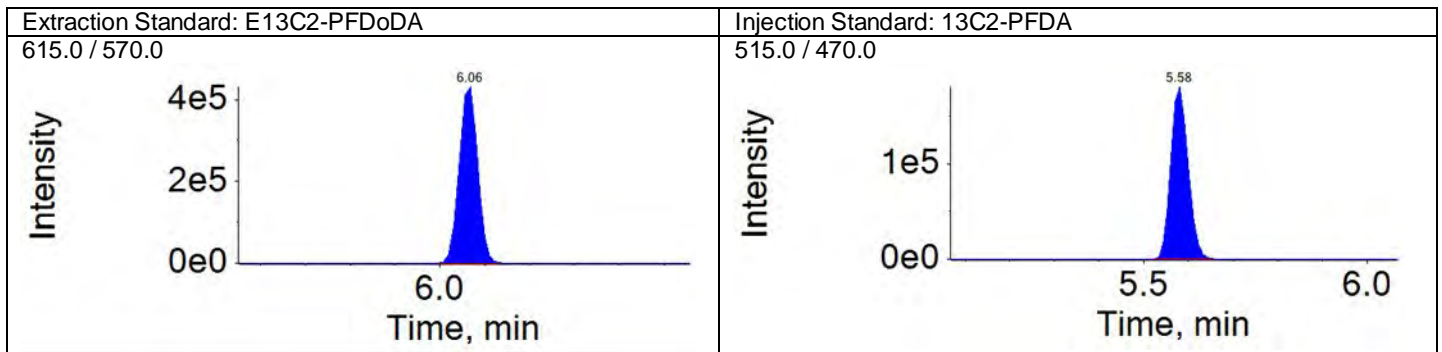 Extraction Standard: E13C2-PFDoDA
615.0 / 570.0
6.06
4e5
2e5
0e0
Intensity
6.0
Time, min
Injection Standard: 13C2-PFDA
515.0 / 470.0
5.58
1e5
0e0
Intensity
5.5 6.0
Time, min